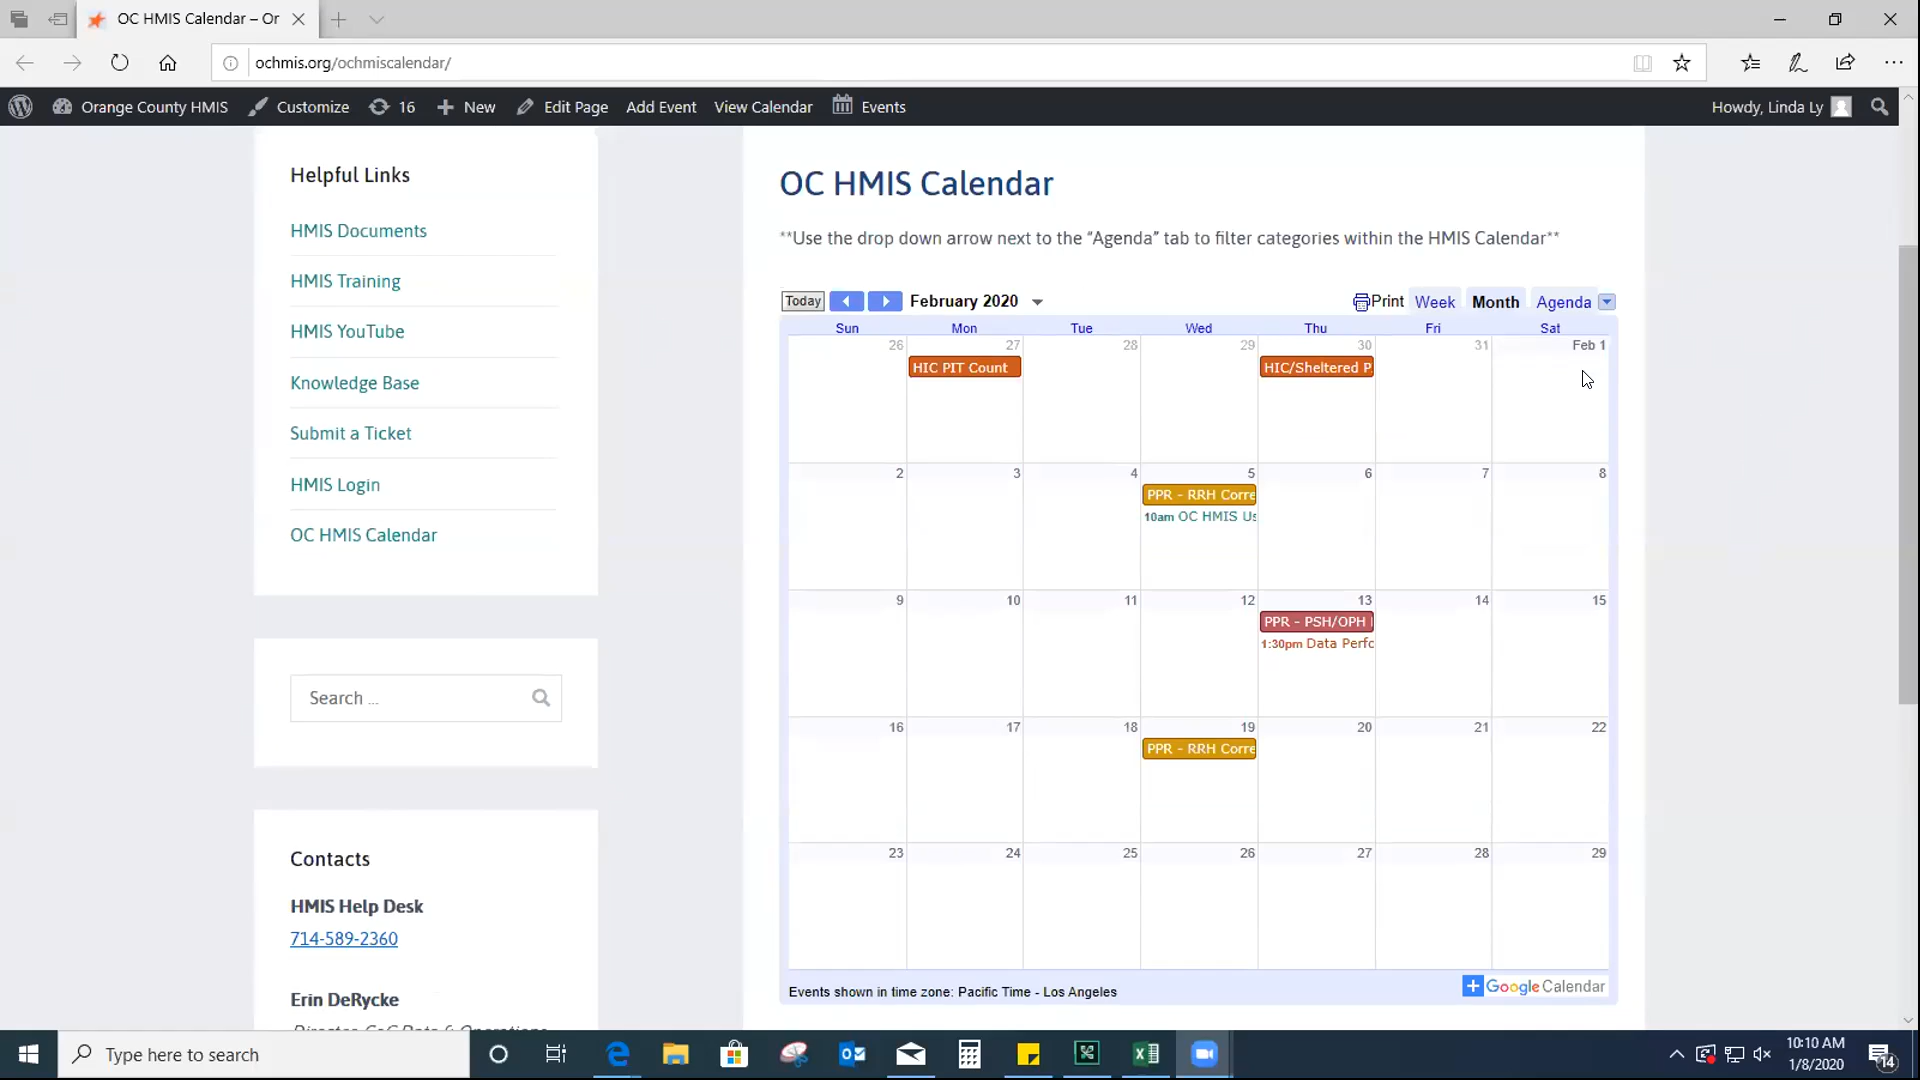 OC HMIS Calendar – Or
ochmis.org/ochmiscalendar/
Orange County HMIS Customize 16 New Edit Page Add Event View Calendar Events Howdy, Linda Ly
Helpful Links
HMIS Documents
HMIS Training
HMIS YouTube
Knowledge Base
Submit a Ticket
HMIS Login
OC HMIS Calendar
Search ...
Contacts
HMIS Help Desk
714-589-2360
Erin DeRycke
OC HMIS Calendar
**Use the drop down arrow next to the “Agenda” tab to filter categories within the HMIS Calendar**
Today February 2020 Print Week Month Agenda
Sun Mon Tue Wed Thu Fri Sat
26 27 28 29 30 31 Feb 1
HIC PIT Count HIC/Sheltered P
2 3 4 5 6 7 8
PPR - RRH Corre
10am OC HMIS Us
9 10 11 12 13 14 15
PPR - PSH/OPH
1:30pm Data Perfo
16 17 18 19 20 21 22
PPR - RRH Corre
23 24 25 26 27 28 29
Events shown in time zone: Pacific Time - Los Angeles
Google Calendar
Type here to search
10:10 AM
1/8/2020
14